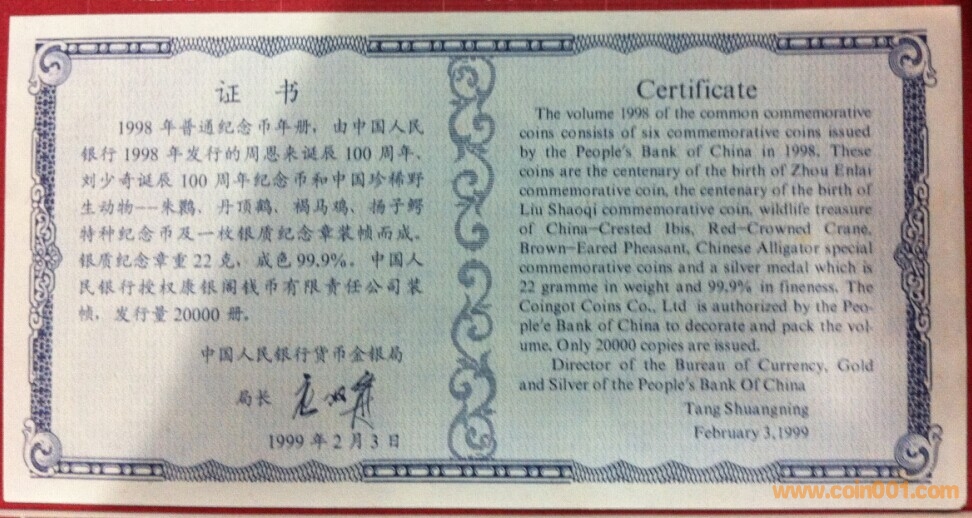 证 书
1998 年普通纪念币年册，由中国人民
银行 1998 年发行的周恩来诞辰 100 周年、
刘少奇诞辰 100 周年纪念币和中国珍稀野
生动物——朱鹮、丹顶鹤、褐马鸡、扬子鳄
特种纪念币及一枚银质纪念章装帧而成。
银质纪念章重 22 克，成色 99.9%。中国人
民银行授权康银阁钱币有限责任公司装
帧，发行量 20000 册。
中国人民银行货币金银局
局长
1999 年 2 月 3 日
Certificate
The volume 1998 of the common commemorative
coins consists of six commemorative coins issued
by the People's Bank of China in 1998. These
coins are the centenary of the birth of Zhou Enlai
commemorative coin, the centenary of the birth of
Liu Shaoqi commemorative coin, wildlife treasure
of China-Crested Ibis, Red-Crowned Crane,
Brown-Eared Pheasant, Chinese Alligator special
commemorative coins and a silver medal which is
22 gramme in weight and 99.9% in fineness. The
Coingot Coins Co., Ltd is authorized by the Peo-
ple'e Bank of China to decorate and pack the vol-
ume. Only 20000 copies are issued.
Director of the Bureau of Currency, Gold
and Silver of the People's Bank Of China
Tang Shuangning
February 3,1999
www.coin001.com